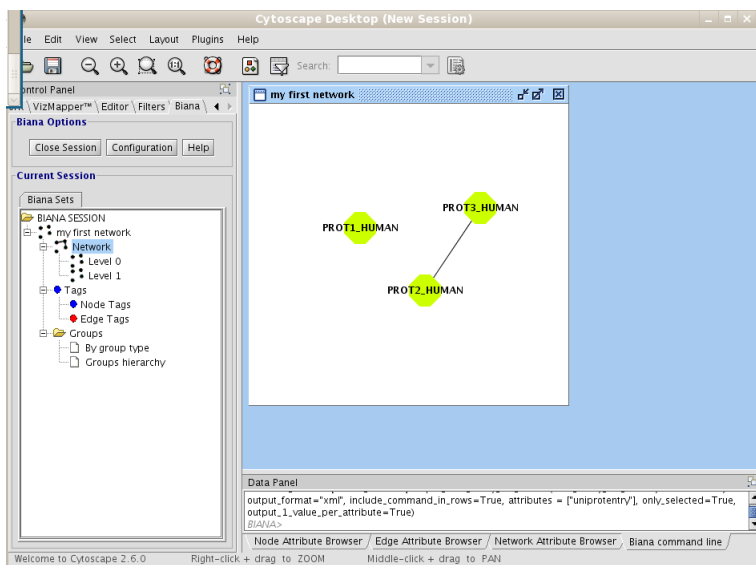 Cytoscape Desktop (New Session)
le Edit View Select Layout Plugins Help
Search:
ontrol Panel
VizMapper™ Editor Filters Biana
Biana Options
Close Session Configuration Help
Current Session
Biana Sets
BIANA SESSION
my first network
Network
Level 0
Level 1
Tags
Node Tags
Edge Tags
Groups
By group type
Groups hierarchy
my first network
PROT3_HUMAN
PROT1_HUMAN
PROT2_HUMAN
Data Panel
output_format="xml", include_command_in_rows=True, attributes = ["uniprotentry"], only_selected=True,
output_1_value_per_attribute=True)
BIANA>
Node Attribute Browser Edge Attribute Browser Network Attribute Browser Biana command line
Welcome to Cytoscape 2.6.0 Right-click + drag to ZOOM Middle-click + drag to PAN